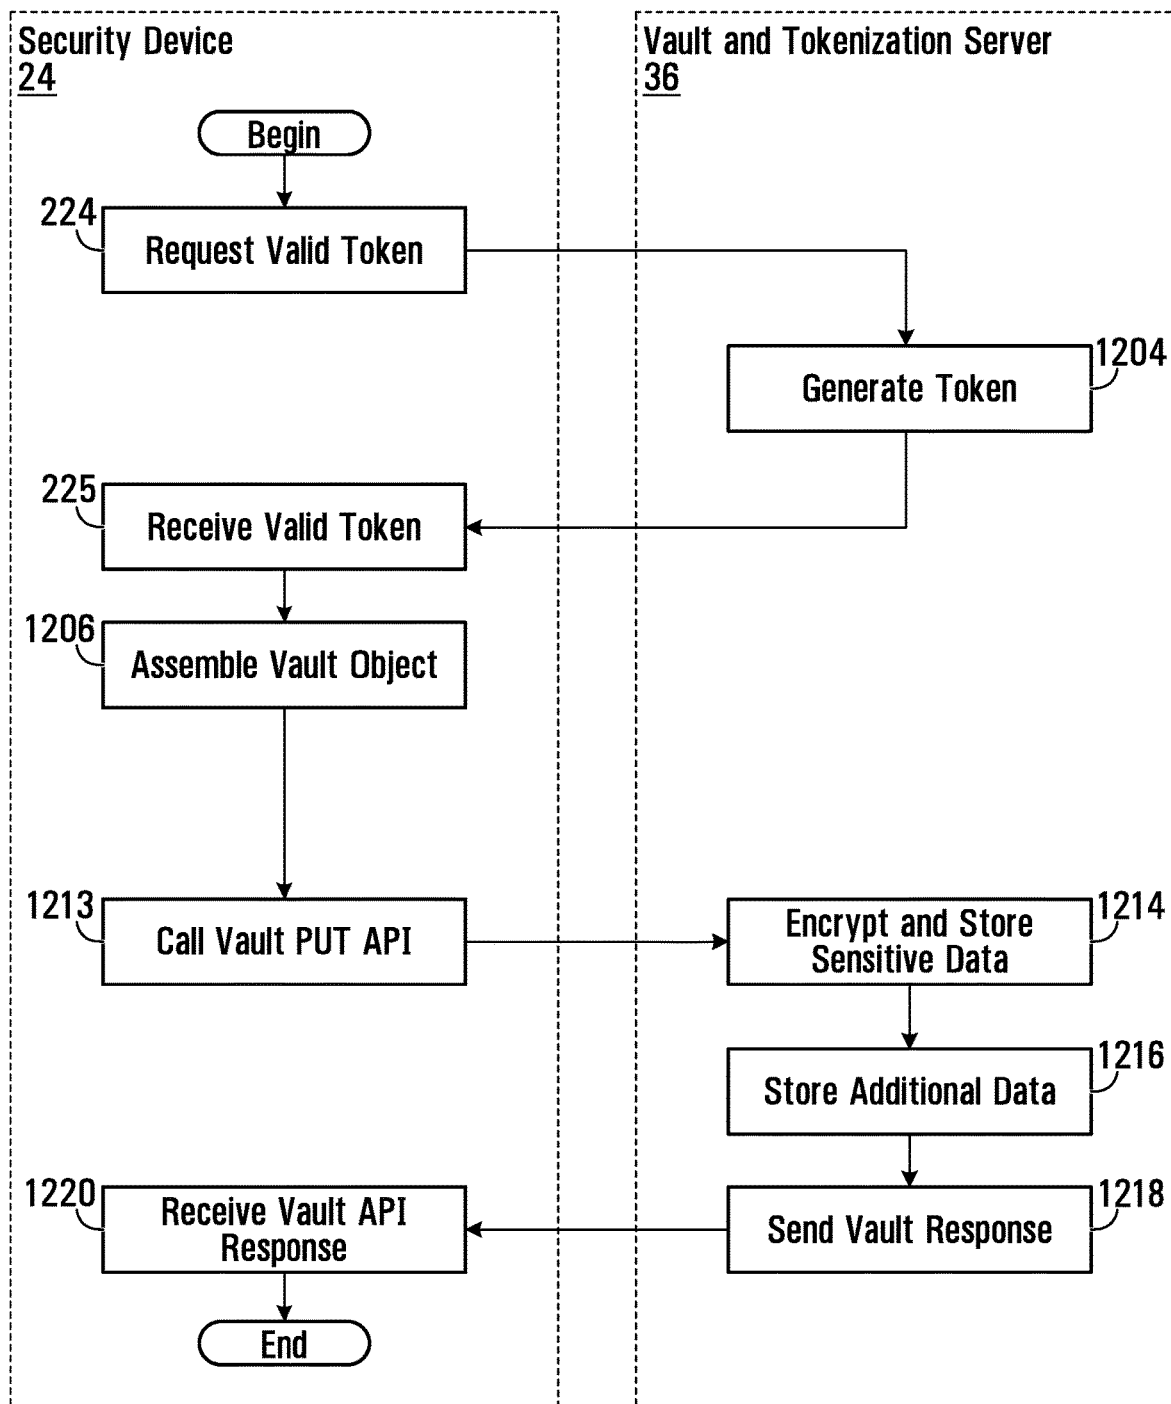 Security Device
24
Vault and Tokenization Server
36
Begin
224
Request Valid Token
1204
Generate Token
225
Receive Valid Token
1206
Assemble Vault Object
1213
Call Vault PUT API
1214
Encrypt and Store
Sensitive Data
1216
Store Additional Data
1218
Send Vault Response
1220
Receive Vault API
Response
End